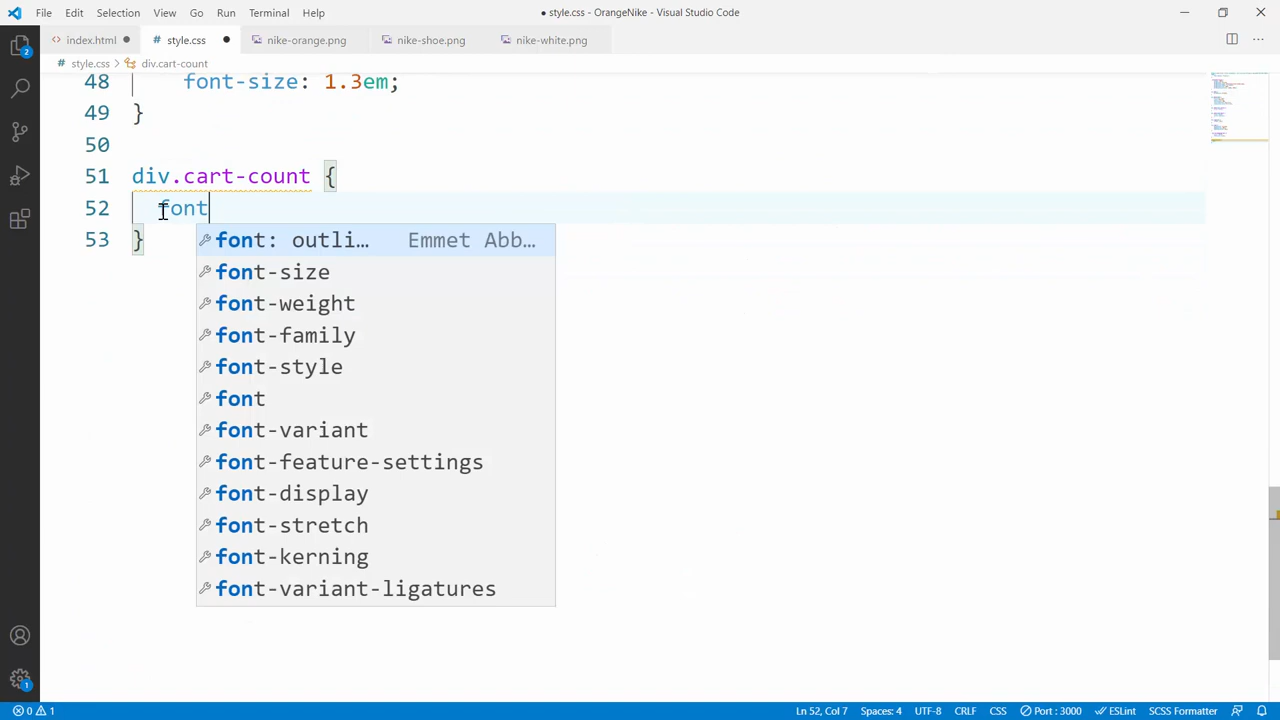 File Edit Selection View Go Run Terminal Help
● style.css - OrangeNike - Visual Studio Code
index.html ● style.css ● nike-orange.png nike-shoe.png nike-white.png
style.css > div.cart-count
48 font-size: 1.3em;
49 }
50
51 div.cart-count {
52 font
53 }
font: outli… Emmet Abb…
font-size
font-weight
font-family
font-style
font
font-variant
font-feature-settings
font-display
font-stretch
font-kerning
font-variant-ligatures
2
1
0 1 Ln 52, Col 7 Spaces: 4 UTF-8 CRLF CSS Port : 3000 ESLint SCSS Formatter